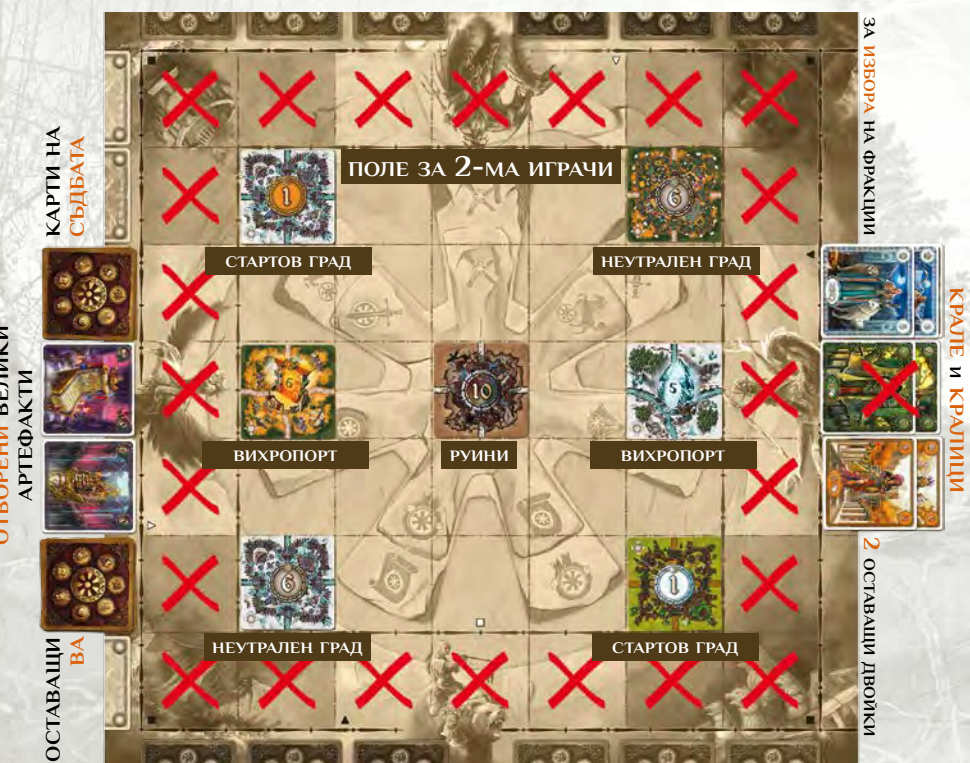 ПОЛЕ ЗА 2-МА ИГРАЧИ
1
6
СТАРТОВ ГРАД
НЕУТРАЛЕН ГРАД
6
10
5
ВИХРОПОРТ
РУИНИ
ВИХРОПОРТ
6
1
НЕУТРАЛЕН ГРАД
СТАРТОВ ГРАД
КАРТИ НА
СЪДБАТА
ОТВОРЕНИ ВЕЛИКИ
АРТЕФАКТИ
ОСТАВАЩИ
ВА
ЗА ИЗБОРА НА ФРАКЦИИ
КРАЛЕ И КРАЛИЦИ
2 ОСТАВАЩИ ДВОЙКИ